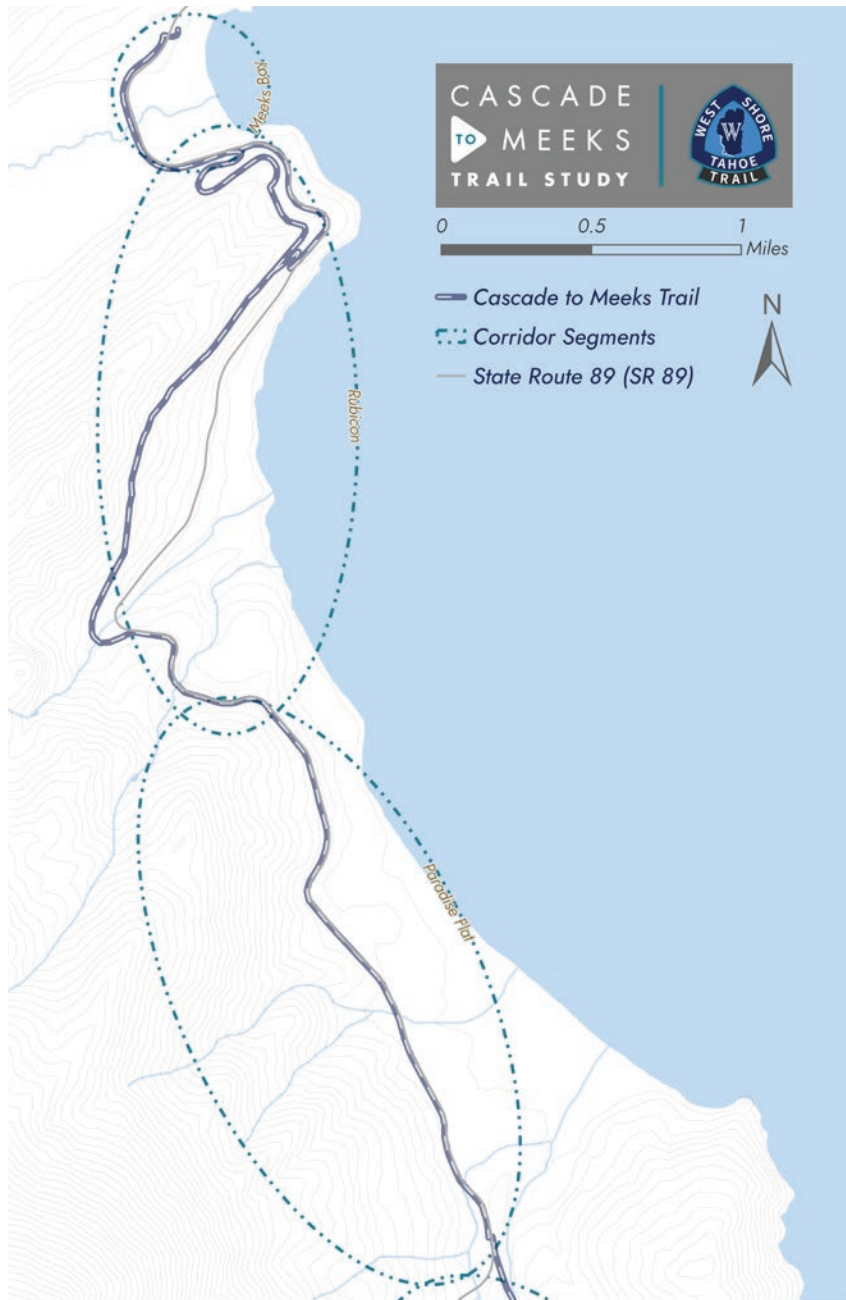 CASCADE
TO MEEKS
TRAIL STUDY
WEST SHORE
W
TAHOE
TRAIL
0 0.5 1
Miles
Cascade to Meeks Trail
Corridor Segments
State Route 89 (SR 89)
N
Meeks Bay
Rubicon
Paradise Flat